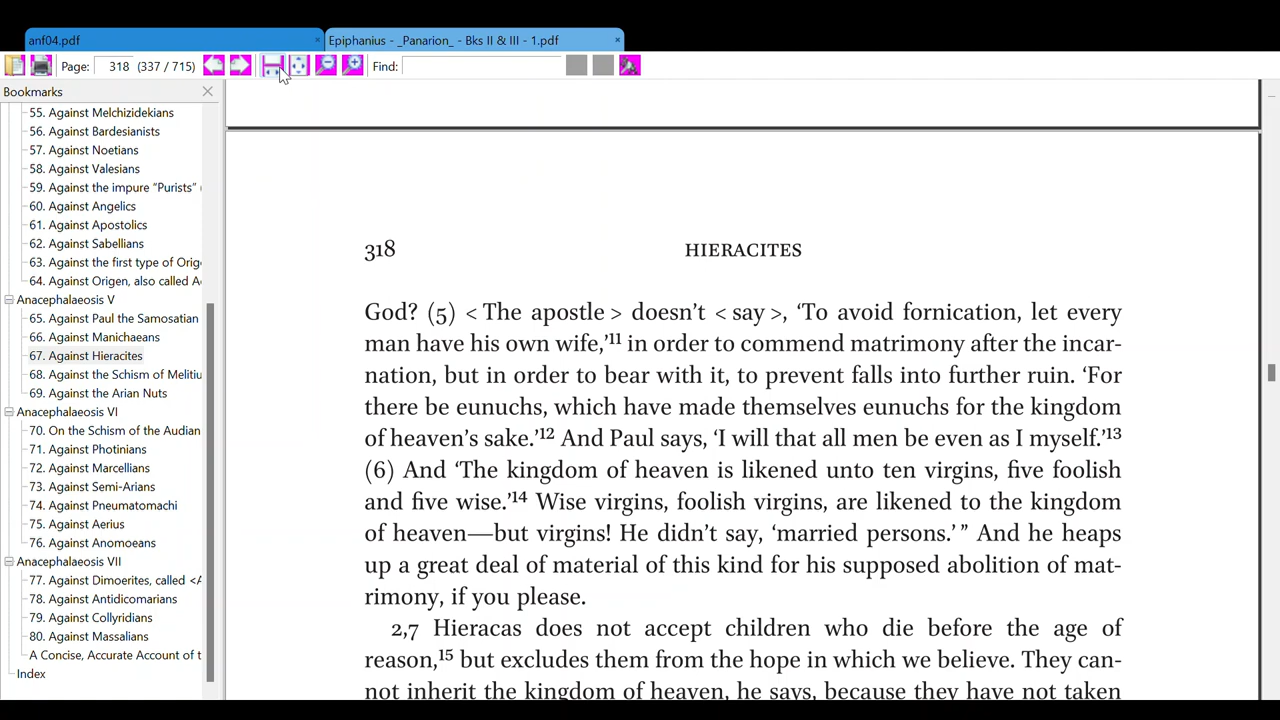 anf04.pdf ×
Epiphanius - _Panarion_ - Bks II & III - 1.pdf ×
Page: 318 (337 / 715)
Find:
Bookmarks
55. Against Melchizedekians
56. Against Bardesianists
57. Against Noetians
58. Against Valesians
59. Against the impure “Purists” (
60. Against Angelics
61. Against Apostolics
62. Against Sabellians
63. Against the first type of Orig
64. Against Origen, also called A
Anacephalaeosis V
65. Against Paul the Samosatian
66. Against Manichaeans
67. Against Hieracites
68. Against the Schism of Melitiu
69. Against the Arian Nuts
Anacephalaeosis VI
70. On the Schism of the Audian
71. Against Photinians
72. Against Marcellians
73. Against Semi-Arians
74. Against Pneumatomachi
75. Against Aerius
76. Against Anomoeans
Anacephalaeosis VII
77. Against Dimoerites, called <A
78. Against Antidicomarians
79. Against Collyridians
80. Against Massalians
A Concise, Accurate Account of t
Index
318 HIERACITES
God? (5) < The apostle > doesn’t < say >, ‘To avoid fornication, let every
man have his own wife,’11 in order to commend matrimony after the incar-
nation, but in order to bear with it, to prevent falls into further ruin. ‘For
there be eunuchs, which have made themselves eunuchs for the kingdom
of heaven’s sake.’12 And Paul says, ‘I will that all men be even as I myself.’13
(6) And ‘The kingdom of heaven is likened unto ten virgins, five foolish
and five wise.’14 Wise virgins, foolish virgins, are likened to the kingdom
of heaven—but virgins! He didn’t say, ‘married persons.’ ” And he heaps
up a great deal of material of this kind for his supposed abolition of mat-
rimony, if you please.
2,7 Hieracas does not accept children who die before the age of
reason,15 but excludes them from the hope in which we believe. They can-
not inherit the kingdom of heaven, he says, because they have not taken